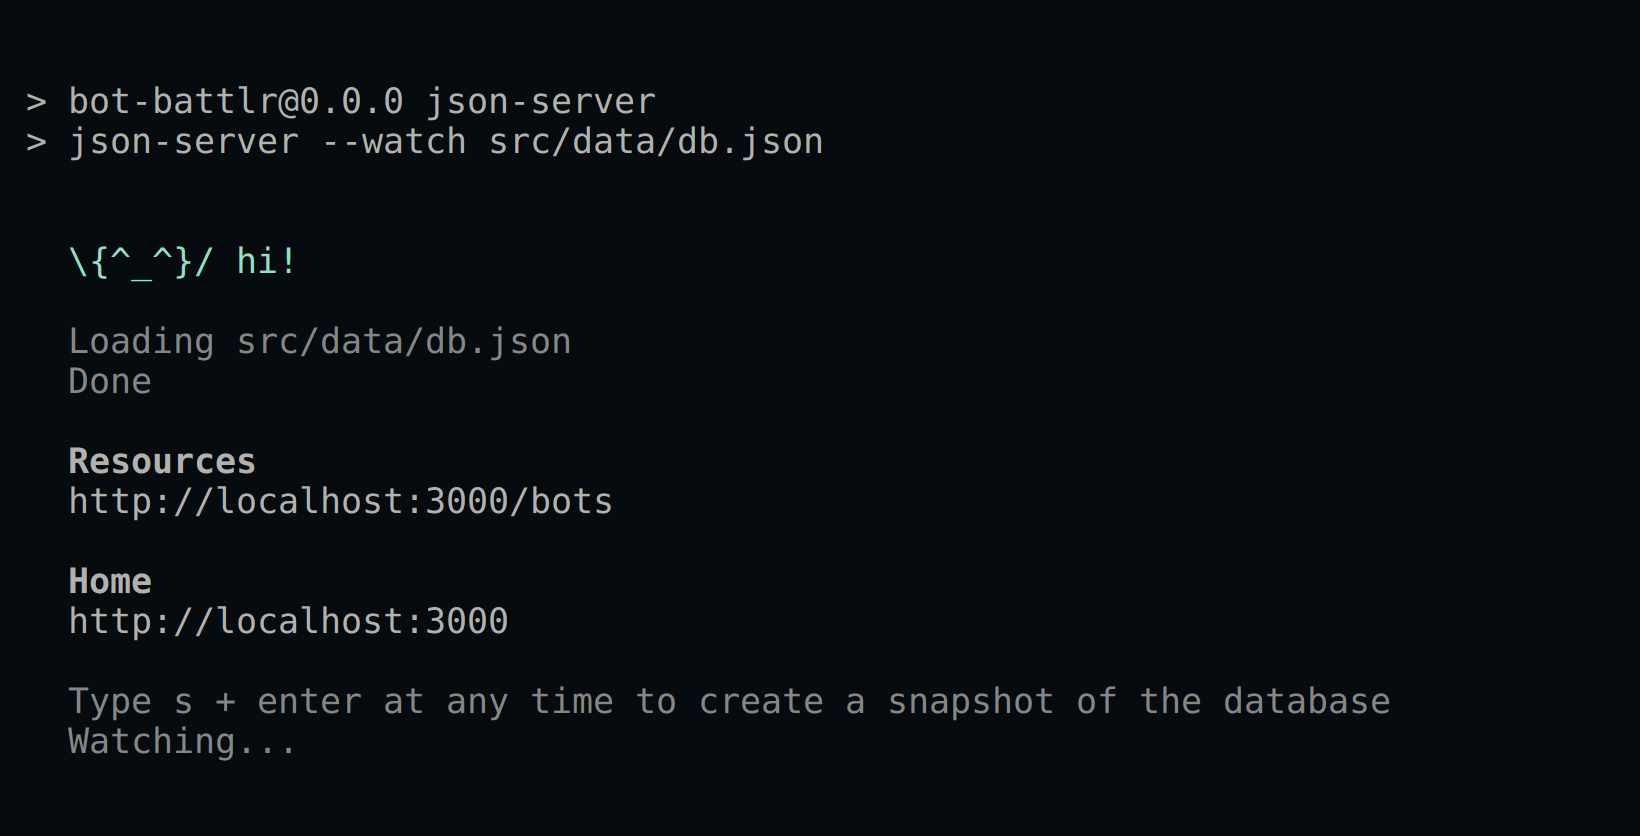 > bot-battlr@0.0.0 json-server
> json-server --watch src/data/db.json
\{^_^}/ hi!
Loading src/data/db.json
Done
Resources
http://localhost:3000/bots
Home
http://localhost:3000
Type s + enter at any time to create a snapshot of the database
Watching...